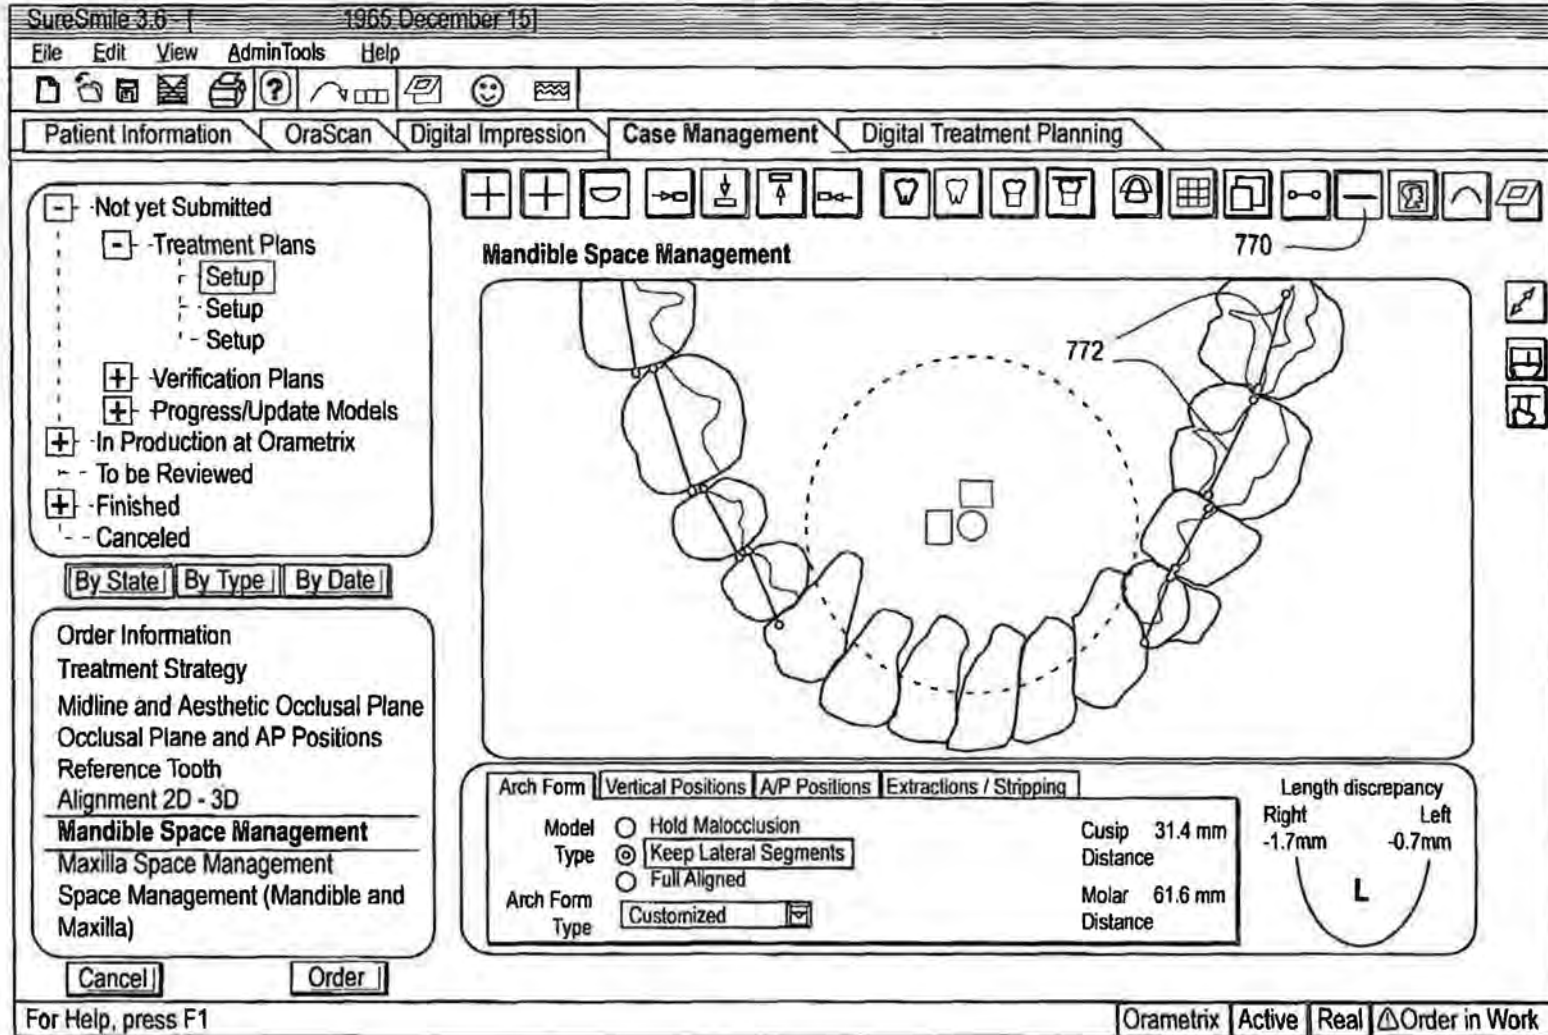 SureSmile 3.6 - [ 1965 December 15]
File Edit View AdminTools Help
Patient Information OraScan Digital Impression Case Management Digital Treatment Planning
- Not yet Submitted
- Treatment Plans
Setup
Setup
Setup
+ Verification Plans
+ Progress/Update Models
+ In Production at Orametrix
To be Reviewed
+ Finished
Canceled
By State By Type By Date
Order Information
Treatment Strategy
Midline and Aesthetic Occlusal Plane
Occlusal Plane and AP Positions
Reference Tooth
Alignment 2D - 3D
Mandible Space Management
Maxilla Space Management
Space Management (Mandible and
Maxilla)
Cancel Order
770
Mandible Space Management
772
Arch Form Vertical Positions A/P Positions Extractions / Stripping
Model
Type
Hold Malocclusion
Keep Lateral Segments
Full Aligned
Arch Form
Type
Customized
Cusip 31.4 mm
Distance
Molar 61.6 mm
Distance
Length discrepancy
Right Left
-1.7mm -0.7mm
L
For Help, press F1
Orametrix Active Real Order in Work